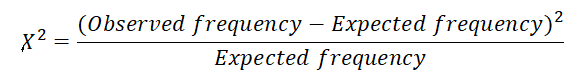 X² = (Observed frequency − Expected frequency)² / Expected frequency